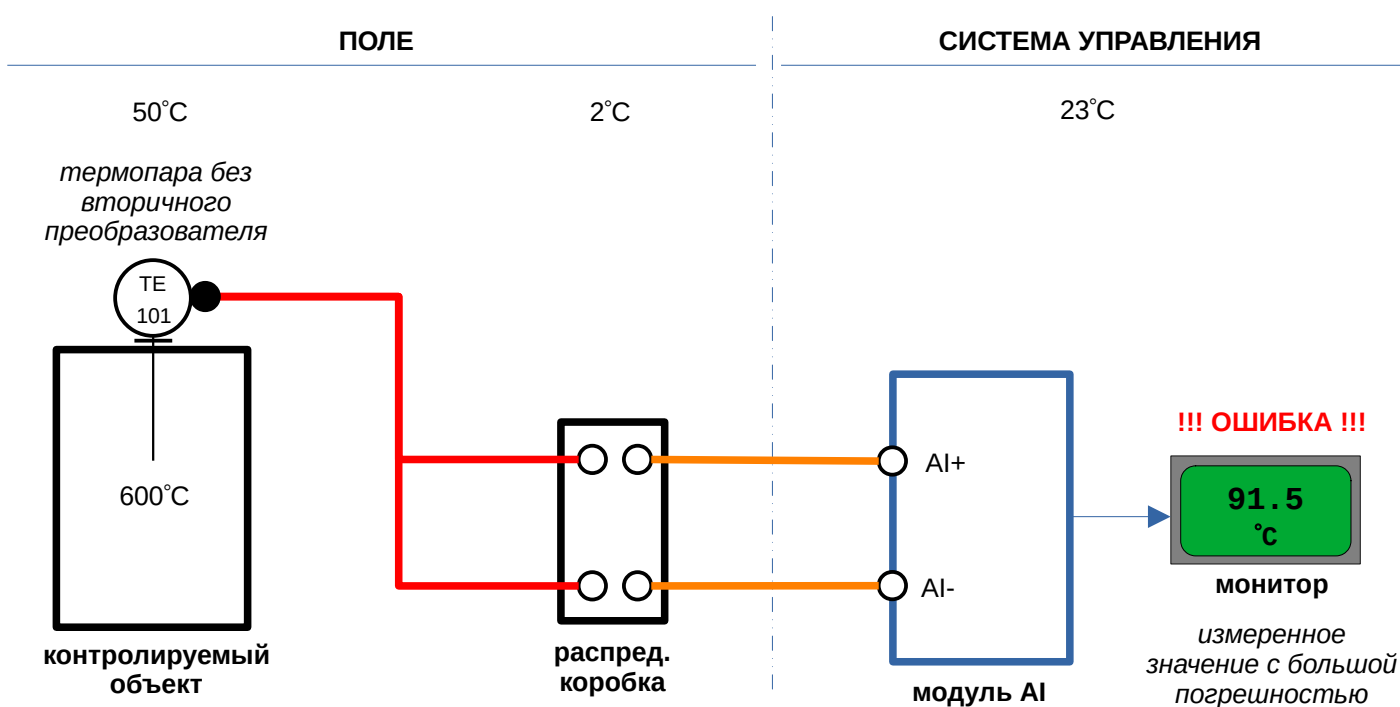 ПОЛЕ
СИСТЕМА УПРАВЛЕНИЯ
50°C
2°C
23°C
термопара без
вторичного
преобразователя
TE
101
600°C
контролируемый
объект
распред.
коробка
AI+
AI-
модуль AI
!!! ОШИБКА !!!
91.5
°C
монитор
измеренное
значение с большой
погрешностью